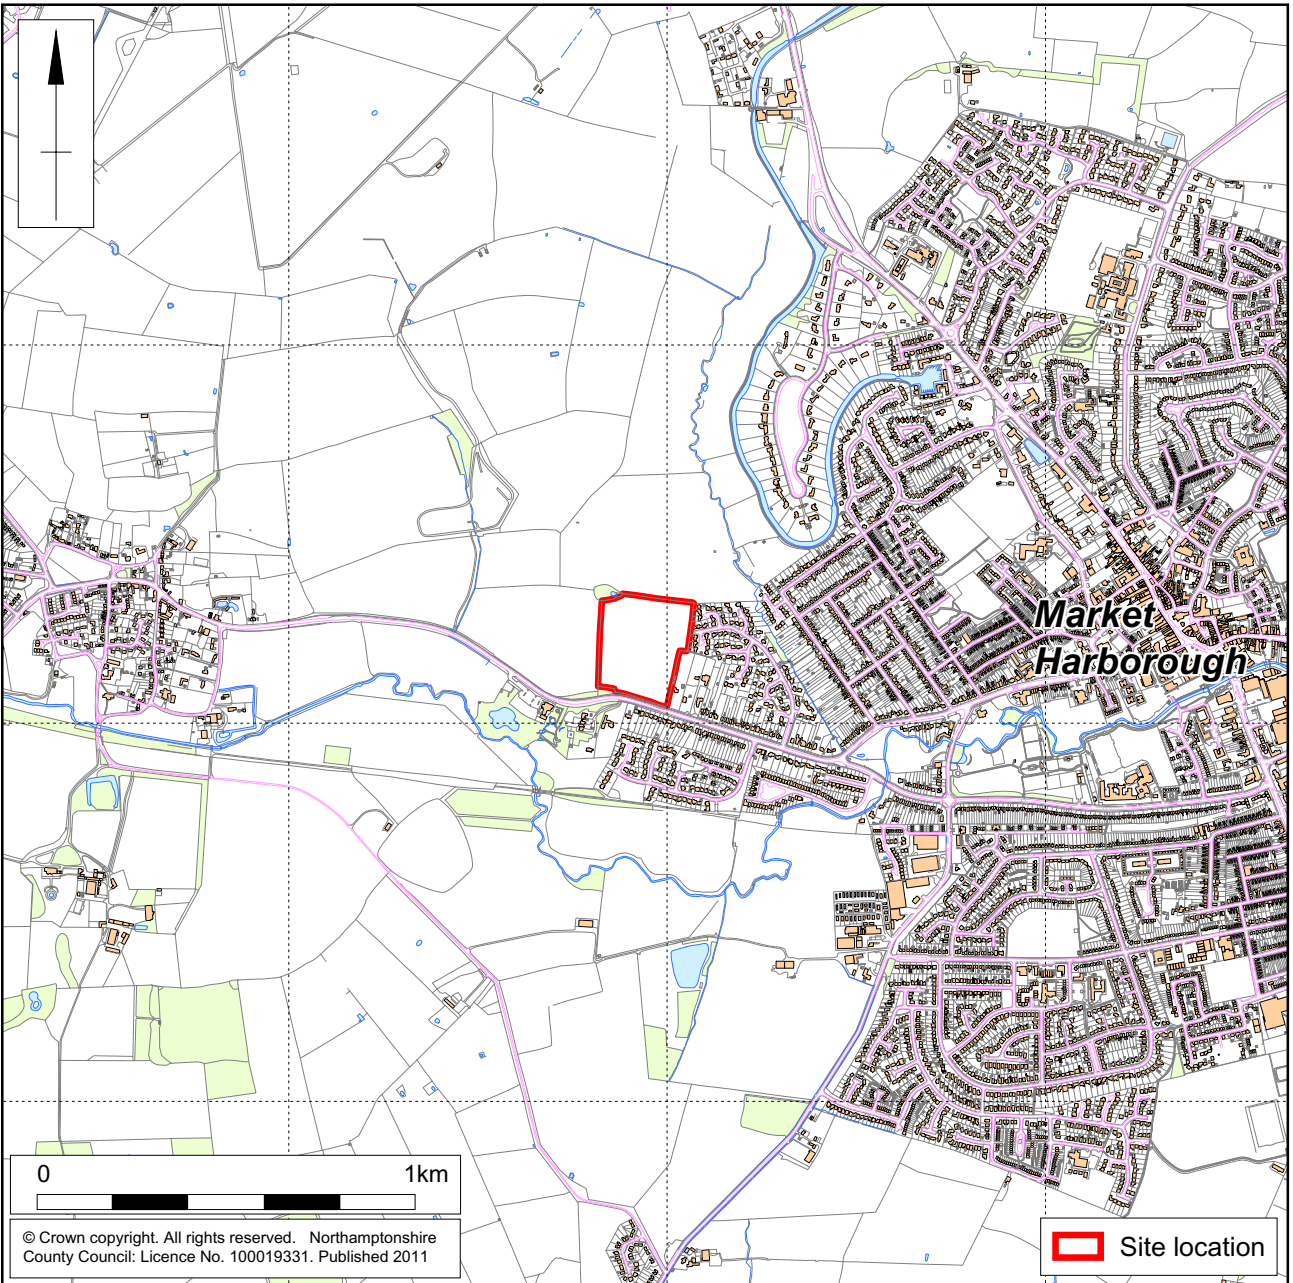 Market
Harborough
0 1km
© Crown copyright. All rights reserved. Northamptonshire
County Council: Licence No. 100019331. Published 2011
Site location